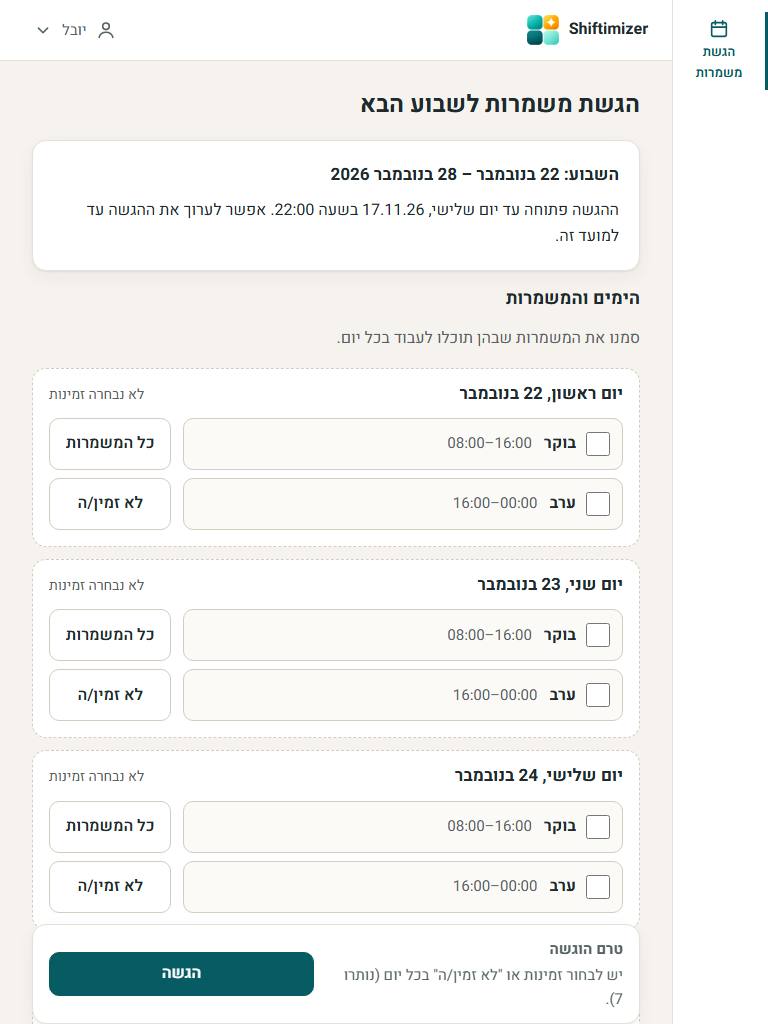 Shiftimizer
יובל
הגשת
משמרות
הגשת משמרות לשבוע הבא
השבוע: 22 בנובמבר – 28 בנובמבר 2026
ההגשה פתוחה עד יום שלישי, 17.11.26 בשעה 22:00. אפשר לערוך את ההגשה עד
למועד זה.
הימים והמשמרות
סמנו את המשמרות שבהן תוכלו לעבוד בכל יום.
יום ראשון, 22 בנובמבר
לא נבחרה זמינות
בוקר 08:00–16:00
כל המשמרות
ערב 16:00–00:00
לא זמין/ה
יום שני, 23 בנובמבר
לא נבחרה זמינות
בוקר 08:00–16:00
כל המשמרות
ערב 16:00–00:00
לא זמין/ה
יום שלישי, 24 בנובמבר
לא נבחרה זמינות
בוקר 08:00–16:00
כל המשמרות
ערב 16:00–00:00
לא זמין/ה
טרם הוגשה
יש לבחור זמינות או "לא זמין/ה" בכל יום (נותרו
7).
הגשה